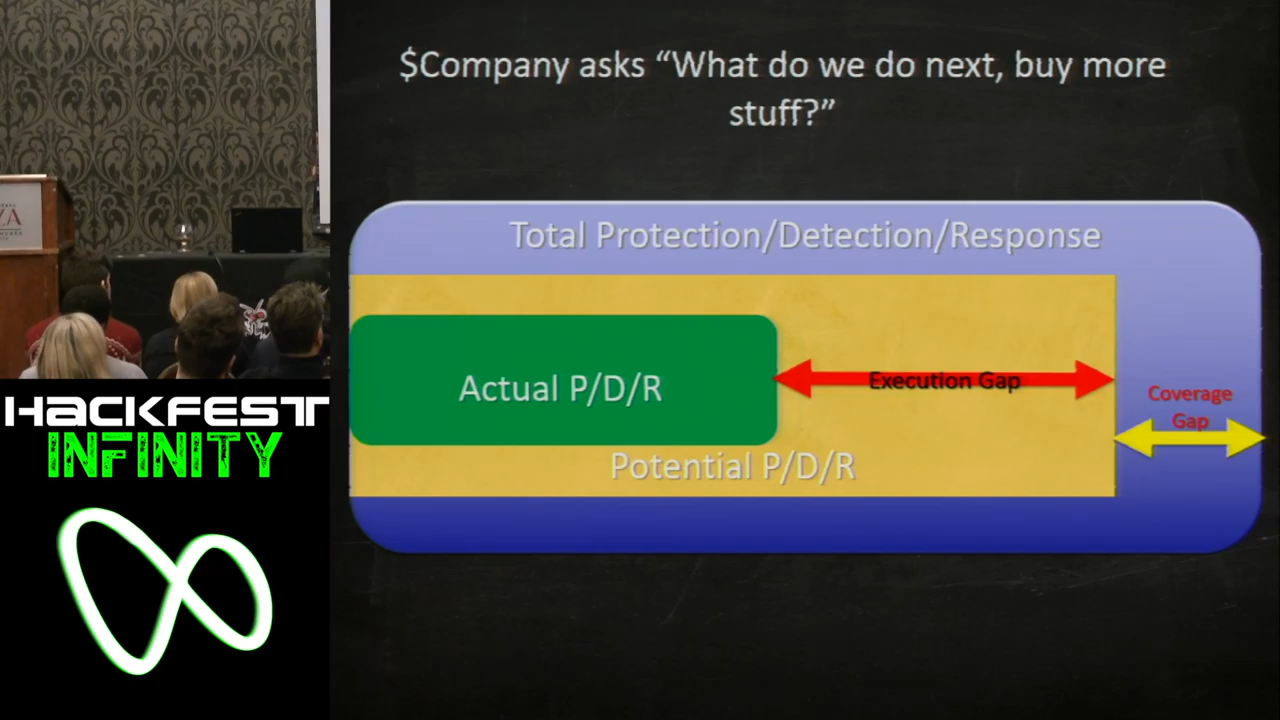 $Company asks “What do we do next, buy more
stuff?”
Total Protection/Detection/Response
Actual P/D/R
Execution Gap
Coverage
Gap
Potential P/D/R
HACKFEST
INFINITY